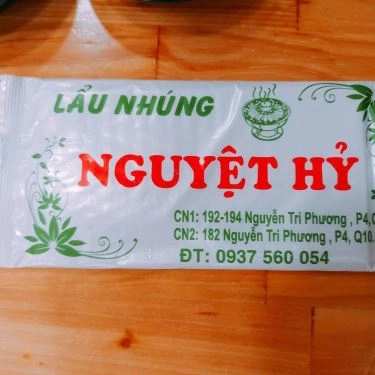 LẨU NHÚNG
NGUYỆT HỶ
CN1: 192-194 Nguyễn Tri Phương , P4,
CN2: 182 Nguyễn Tri Phương , P4, Q10.
ĐT: 0937 560 054